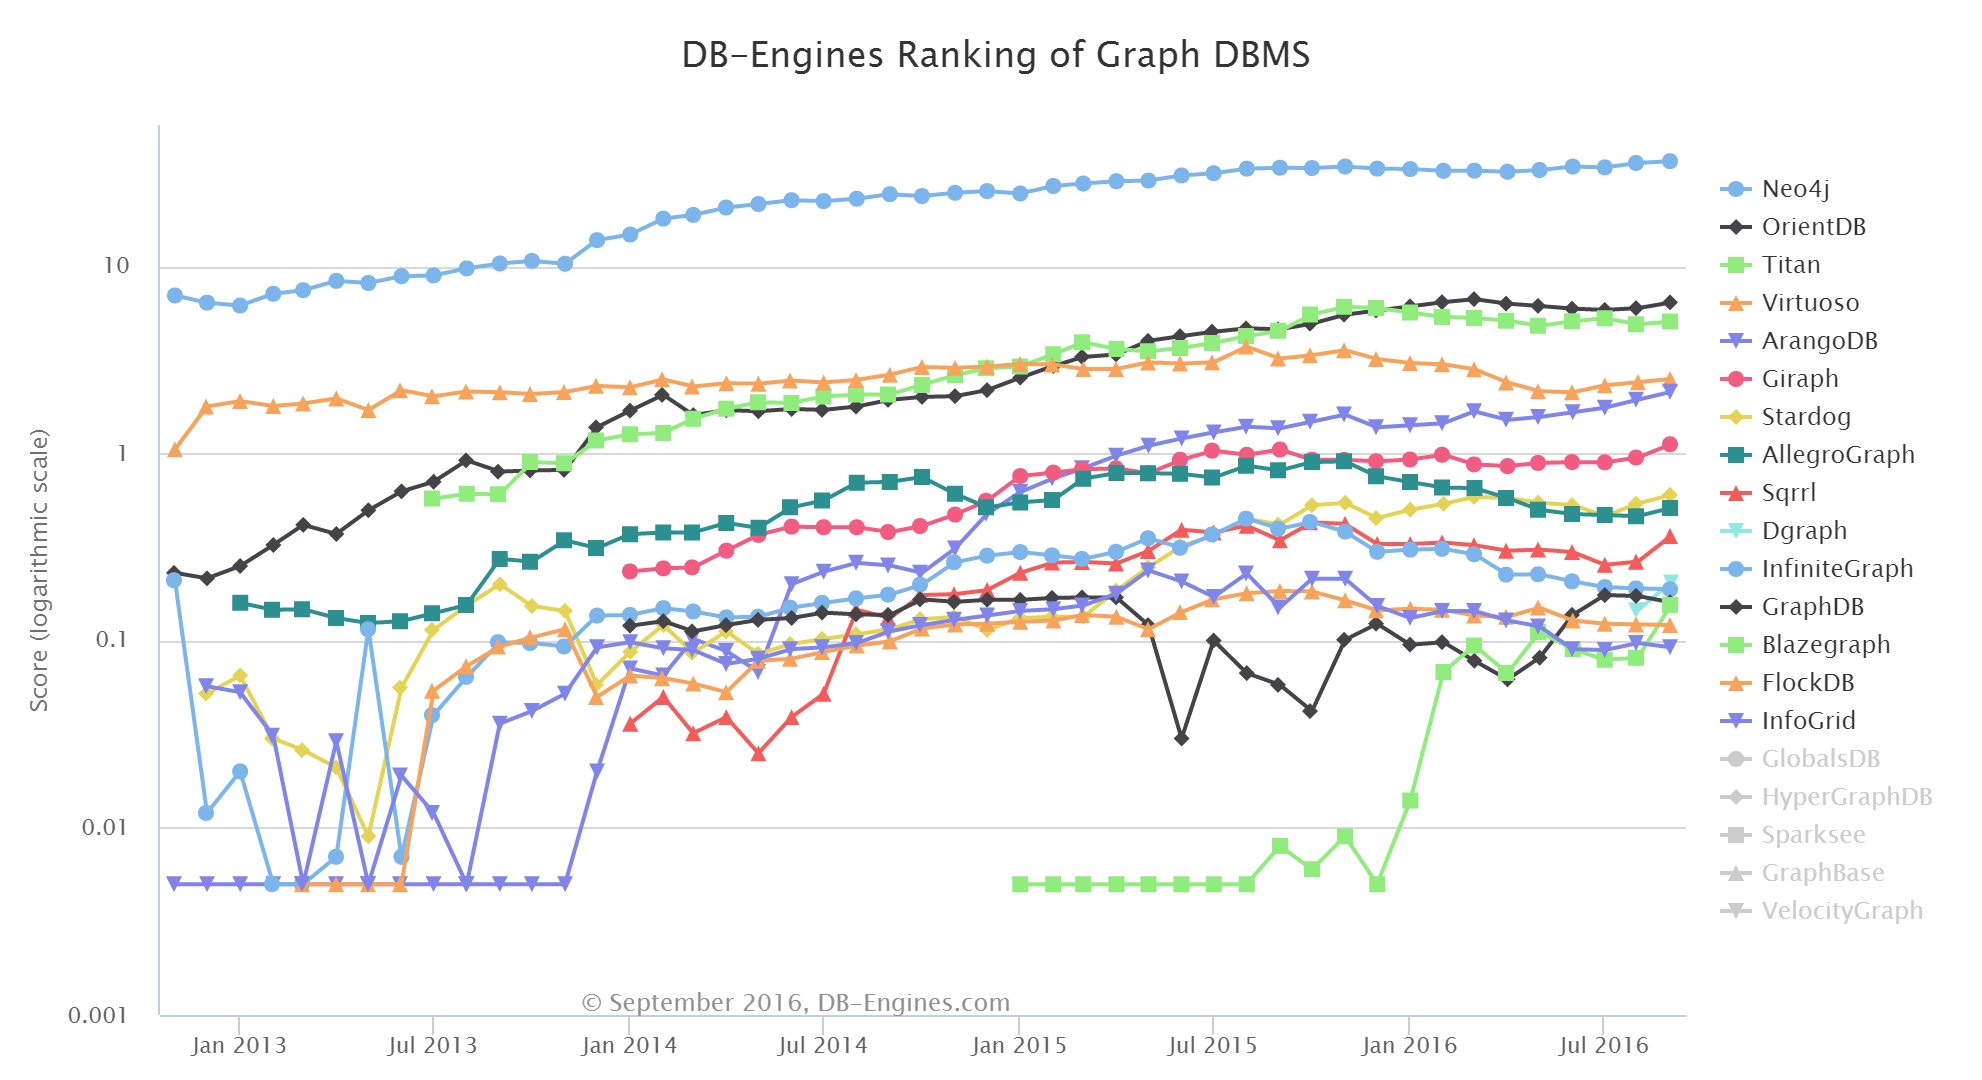 DB-Engines Ranking of Graph DBMS
Score (logarithmic scale)
10
1
0.1
0.01
0.001
Jan 2013
Jul 2013
Jan 2014
Jul 2014
Jan 2015
Jul 2015
Jan 2016
Jul 2016
© September 2016, DB-Engines.com
Neo4j
OrientDB
Titan
Virtuoso
ArangoDB
Giraph
Stardog
AllegroGraph
Sqrrl
Dgraph
InfiniteGraph
GraphDB
Blazegraph
FlockDB
InfoGrid
GlobalsDB
HyperGraphDB
Sparksee
GraphBase
VelocityGraph